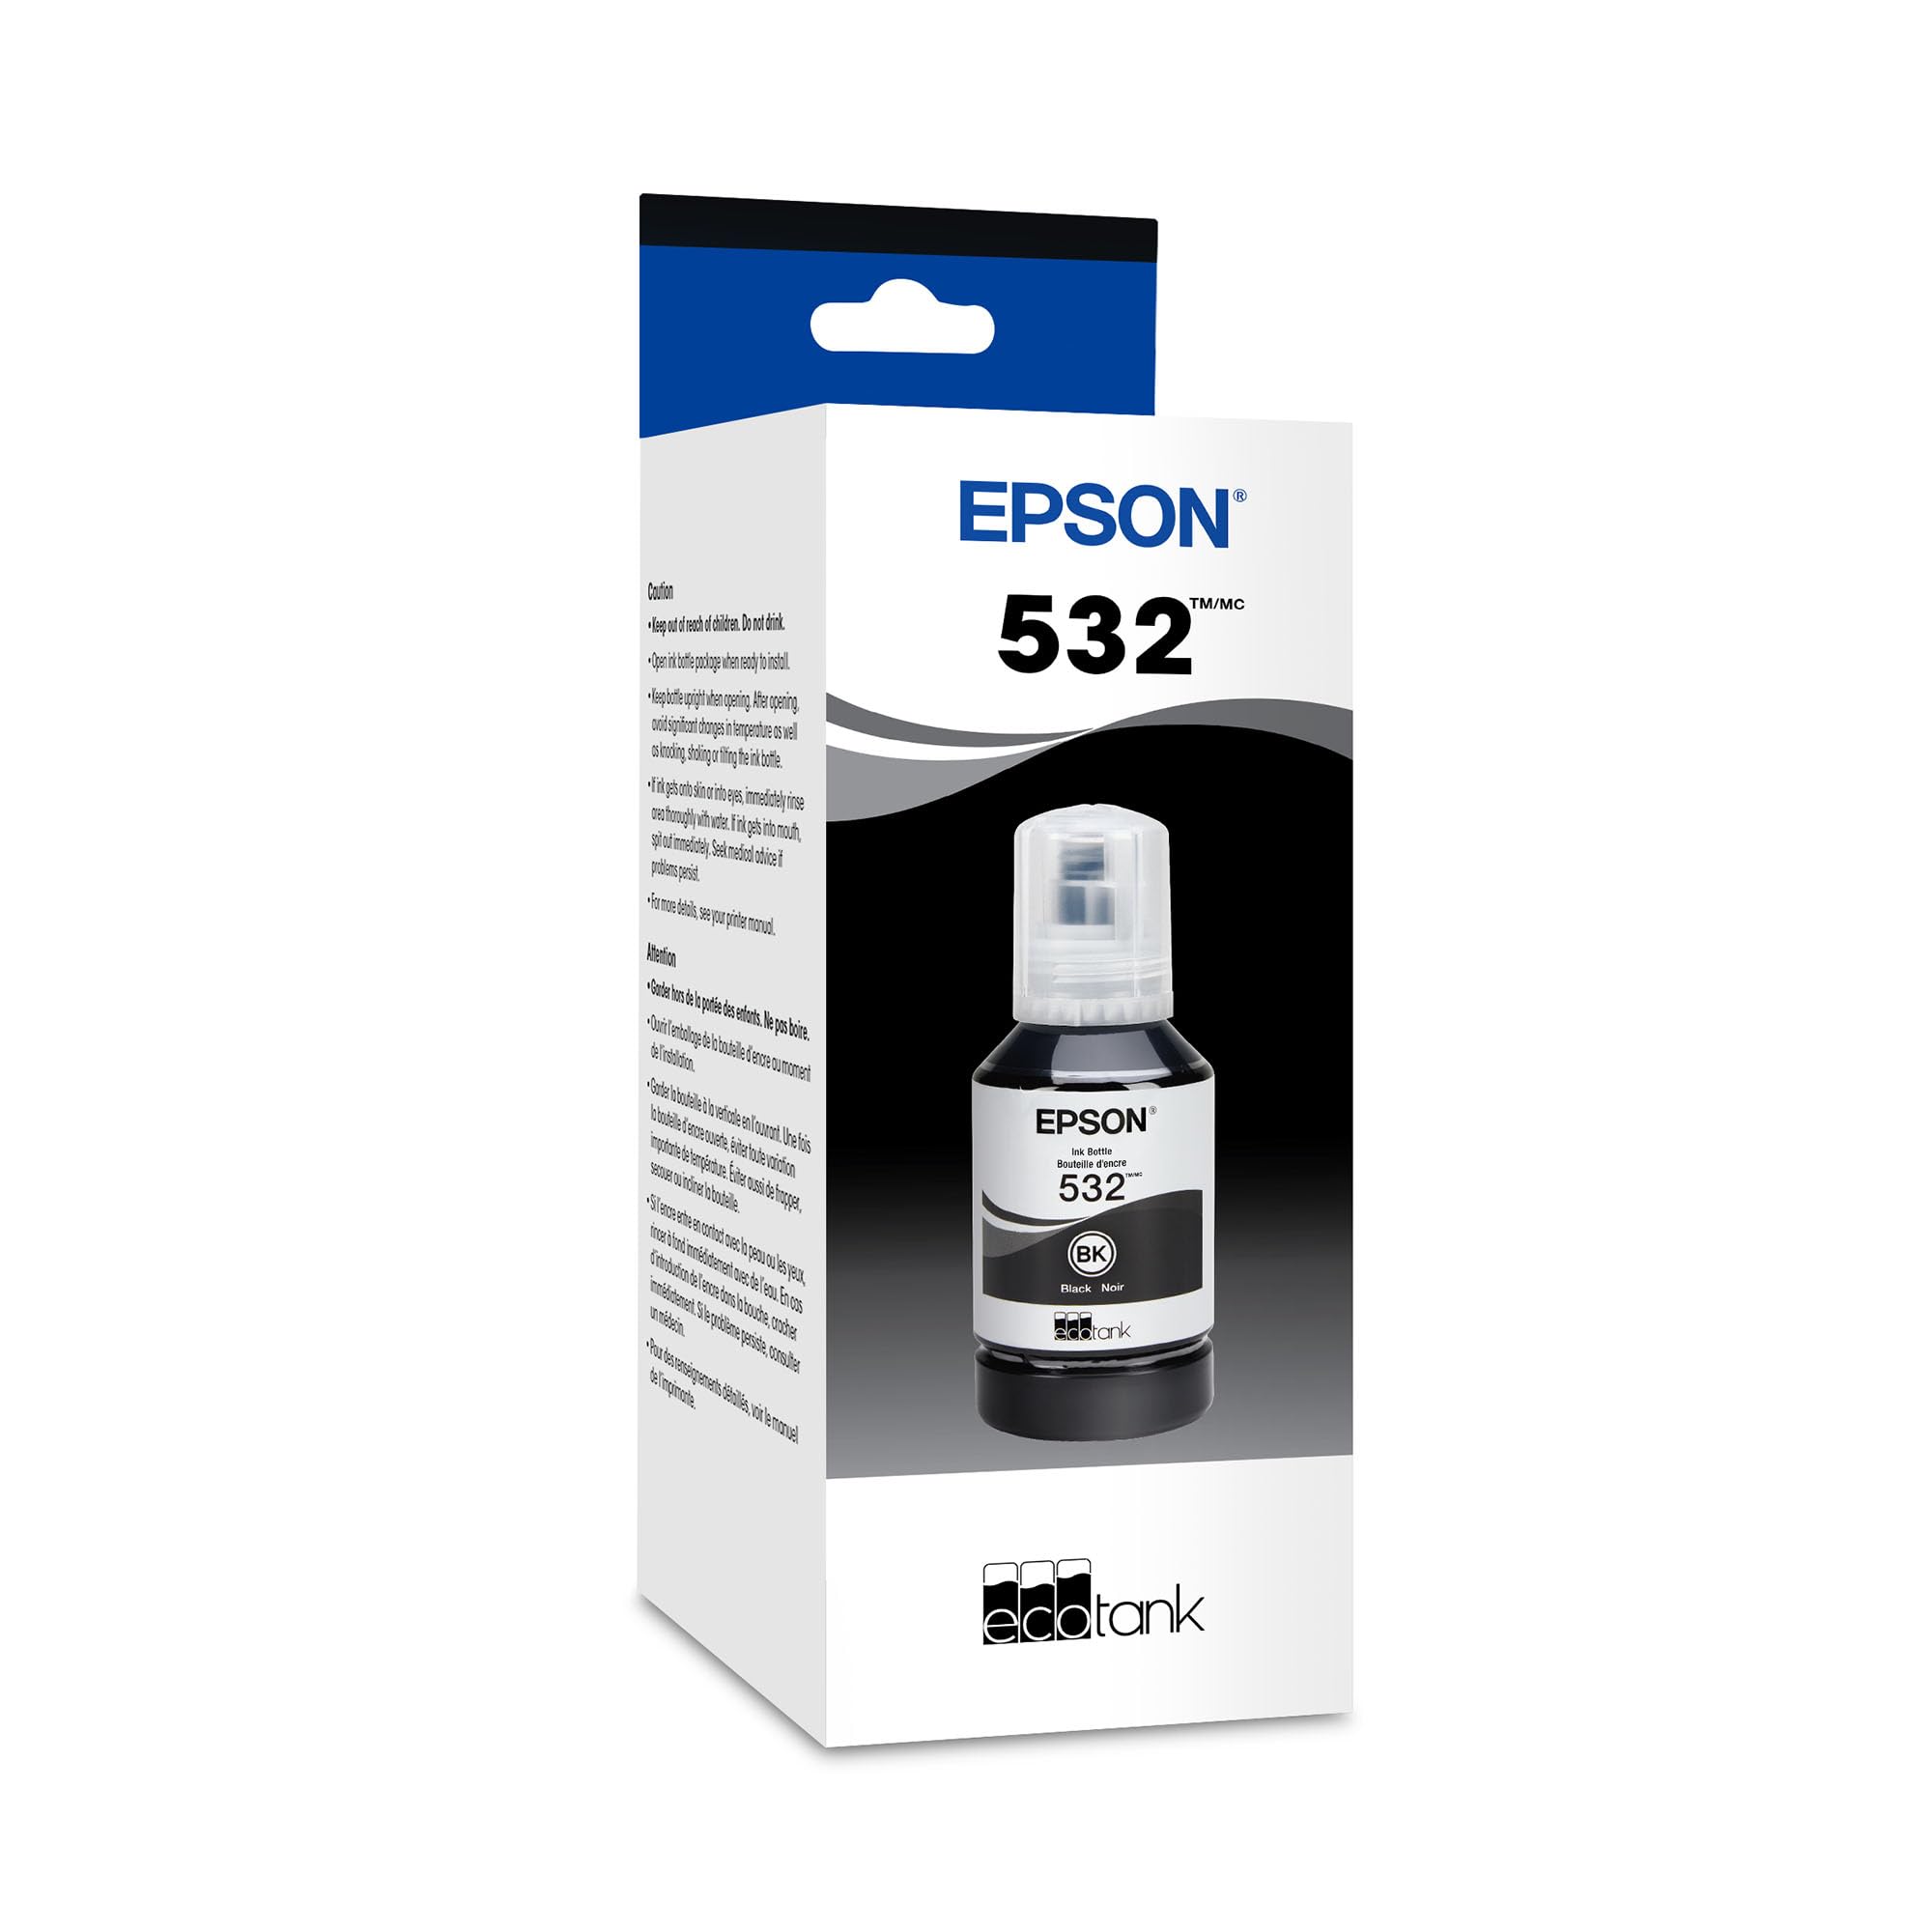 EPSON®
532™/MC
EPSON®
Ink Bottle
Bouteille d'encre
532™/MC
BK
Black Noir
ecotank
ecotank
Caution
• Keep out of reach of children. Do not drink.
• Open ink bottle package when ready to install.
• Keep bottle upright when opening. After opening,
avoid significant changes in temperature as well
as knocking, shaking or tilting the ink bottle.
• If ink gets onto skin or into eyes, immediately rinse
area thoroughly with water. If ink gets into mouth,
spit out immediately. Seek medical advice if
problems persist.
• For more details, see your printer manual.
Attention
• Garder hors de la portée des enfants. Ne pas boire.
• Ouvrir l'emballage de la bouteille d'encre au moment
de l'installation.
• Garder la bouteille à la verticale en l'ouvrant. Une fois
la bouteille d'encre ouverte, éviter toute variation
importante de température. Éviter aussi de frapper,
secouer ou incliner la bouteille.
• Si l'encre entre en contact avec la peau ou les yeux,
rincer à fond immédiatement avec de l'eau. En cas
d'introduction de l'encre dans la bouche, cracher
immédiatement. Si le problème persiste, consulter
un médecin.
• Pour des renseignements détaillés, voir le manuel
de l'imprimante.